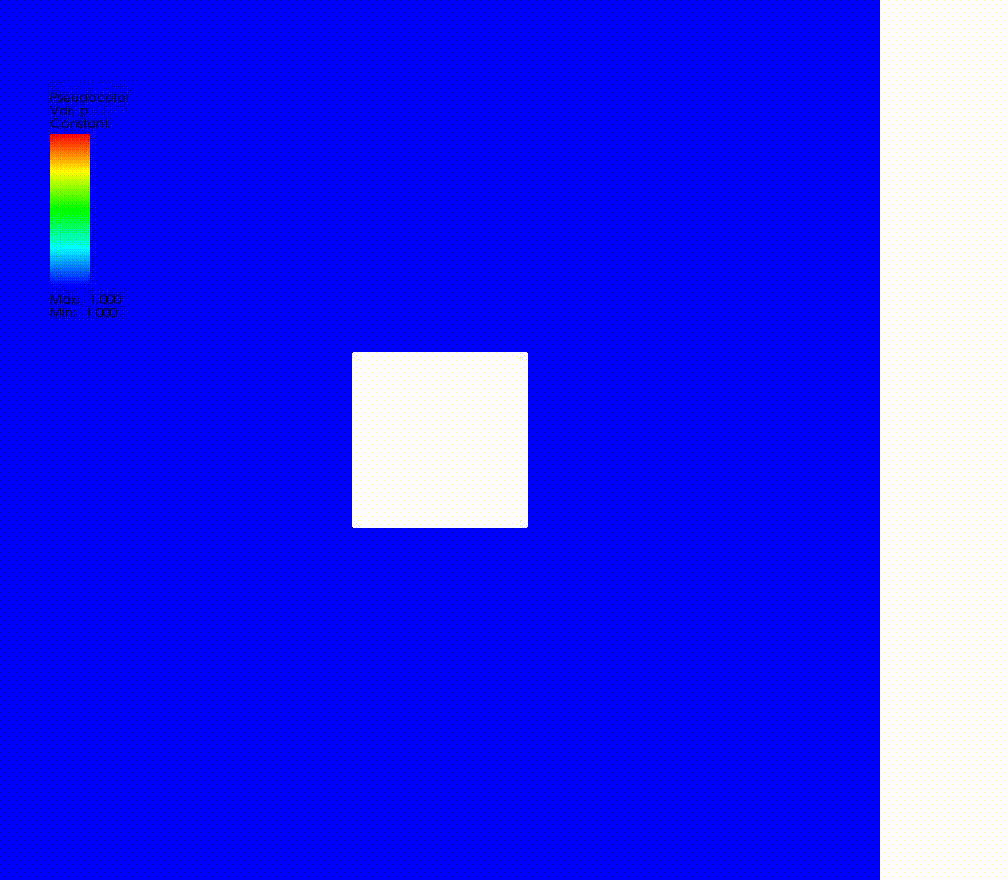 Pseudocolor
Var: p
Constant
Max: 1.000
Min: 1.000